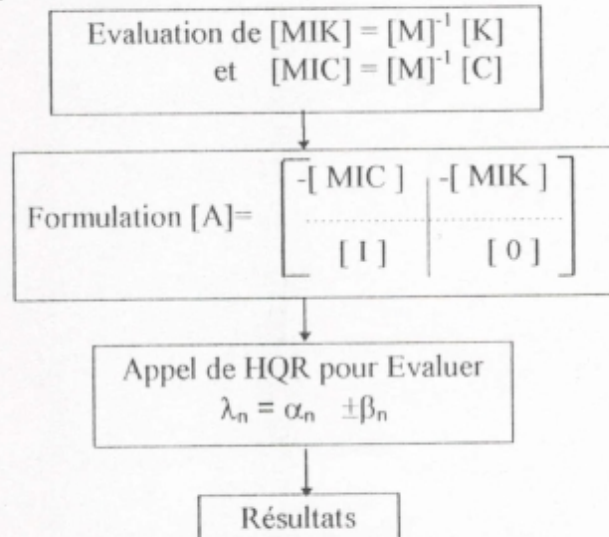 Evaluation de [MIK] = [M]⁻¹ [K]
et [MIC] = [M]⁻¹ [C]
Formulation [A]=
-[ MIC ] -[ MIK ]
[ I ] [ 0 ]
Appel de HQR pour Evaluer
λₙ = αₙ ±βₙ
Résultats